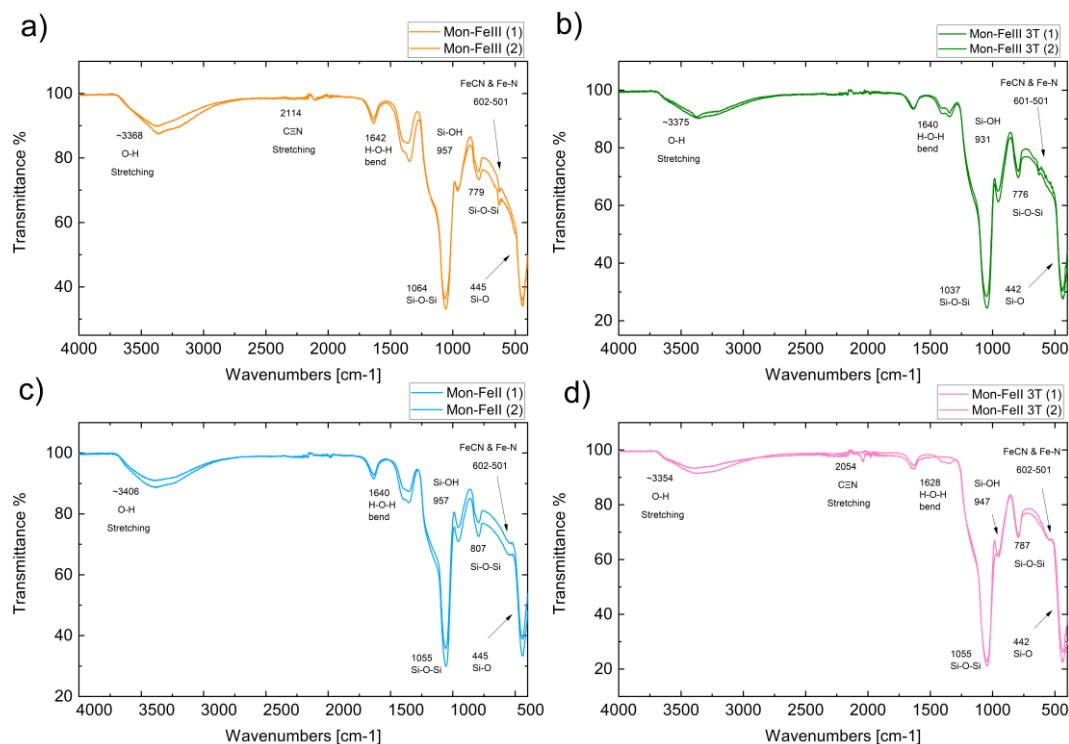 a)
Mon-FeIII (1)
Mon-FeIII (2)
100
80
60
40
Transmittance %
~3368
O-H
Stretching
2114
CΞN
Stretching
1642
H-O-H
bend
Si-OH
957
FeCN & Fe-N
602-501
779
Si-O-Si
1064
Si-O-Si
445
Si-O
4000 3500 3000 2500 2000 1500 1000 500
Wavenumbers [cm-1]
b)
Mon-FeIII 3T (1)
Mon-FeIII 3T (2)
100
80
60
40
20
Transmittance %
~3375
O-H
Stretching
1640
H-O-H
bend
Si-OH
931
FeCN & Fe-N
601-501
776
Si-O-Si
1037
Si-O-Si
442
Si-O
4000 3500 3000 2500 2000 1500 1000 500
Wavenumbers [cm-1]
c)
Mon-FeII (1)
Mon-FeII (2)
100
80
60
40
20
Transmittance %
~3406
O-H
Stretching
1640
H-O-H
bend
Si-OH
957
FeCN & Fe-N
602-501
807
Si-O-Si
1055
Si-O-Si
445
Si-O
4000 3500 3000 2500 2000 1500 1000 500
Wavenumbers [cm-1]
d)
Mon-FeII 3T (1)
Mon-FeII 3T (2)
100
80
60
40
20
Transmittance %
~3354
O-H
Stretching
2054
CΞN
Stretching
1628
H-O-H
bend
Si-OH
947
FeCN & Fe-N
602-501
787
Si-O-Si
1055
Si-O-Si
442
Si-O
4000 3500 3000 2500 2000 1500 1000 500
Wavenumbers [cm-1]